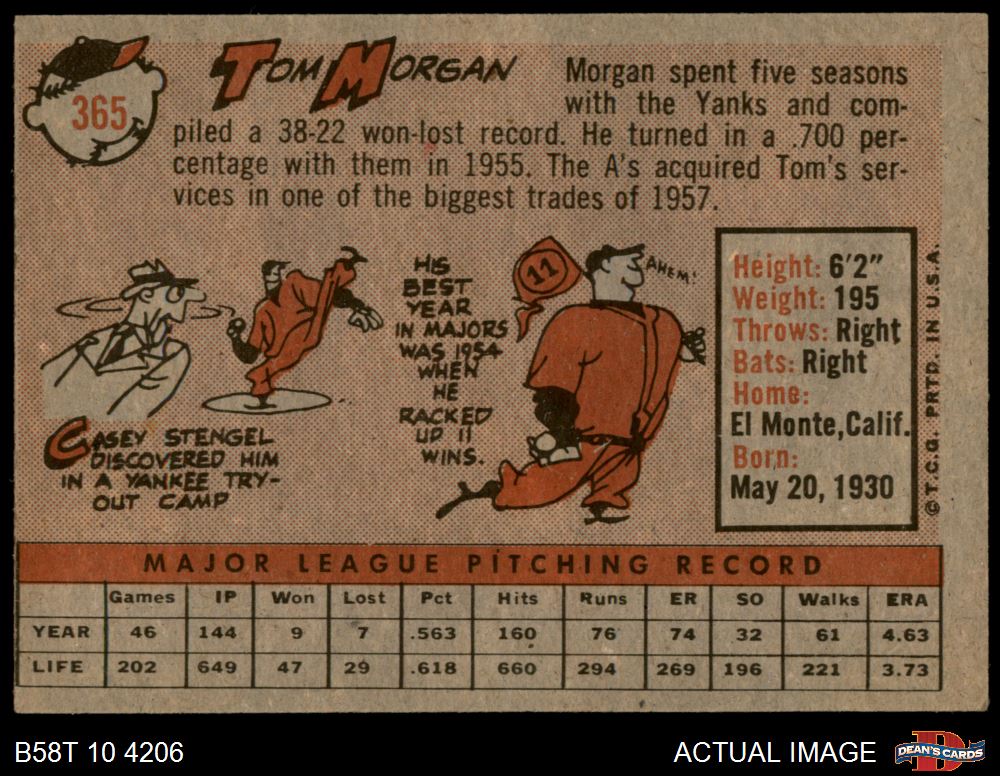 365
TOM MORGAN
Morgan spent five seasons
with the Yanks and com-
piled a 38-22 won-lost record. He turned in a .700 per-
centage with them in 1955. The A's acquired Tom's ser-
vices in one of the biggest trades of 1957.
CASEY STENGEL
DISCOVERED HIM
IN A YANKEE TRY-
OUT CAMP
HIS
BEST
YEAR
IN MAJORS
WAS 1954
WHEN
HE
RACKED
UP 11
WINS.
11
AHEM!
Height: 6'2"
Weight: 195
Throws: Right
Bats: Right
Home:
El Monte, Calif.
Born:
May 20, 1930
©T.C.G. PRTD. IN U.S.A.
MAJOR LEAGUE PITCHING RECORD
Games IP Won Lost Pct Hits Runs ER SO Walks ERA
YEAR 46 144 9 7 .563 160 76 74 32 61 4.63
LIFE 202 649 47 29 .618 660 294 269 196 221 3.73
B58T 10 4206 ACTUAL IMAGE DEAN'S CARDS